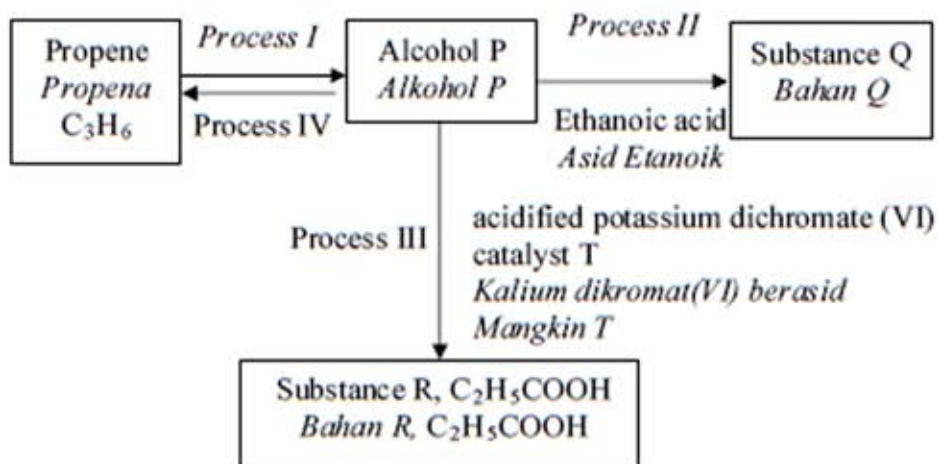 Propene
Propena
C₃H₆
Process I
Process IV
Alcohol P
Alkohol P
Process II
Ethanoic acid
Asid Etanoik
Substance Q
Bahan Q
Process III
acidified potassium dichromate (VI)
catalyst T
Kalium dikromat(VI) berasid
Mangkin T
Substance R, C₂H₅COOH
Bahan R, C₂H₅COOH